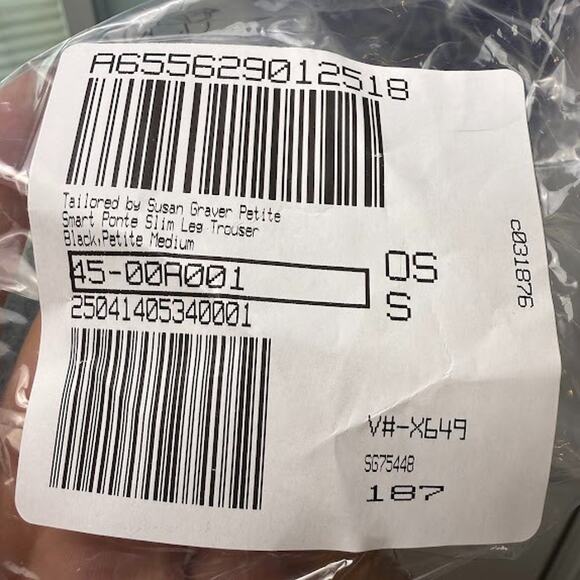 A655629012518
Tailored by Susan Graver Petite
Smart Ponte Slim Leg Trouser
Black,Petite Medium
45-00A001
OS
S
25041405340001
c031876
V#-X649
SG75448
187